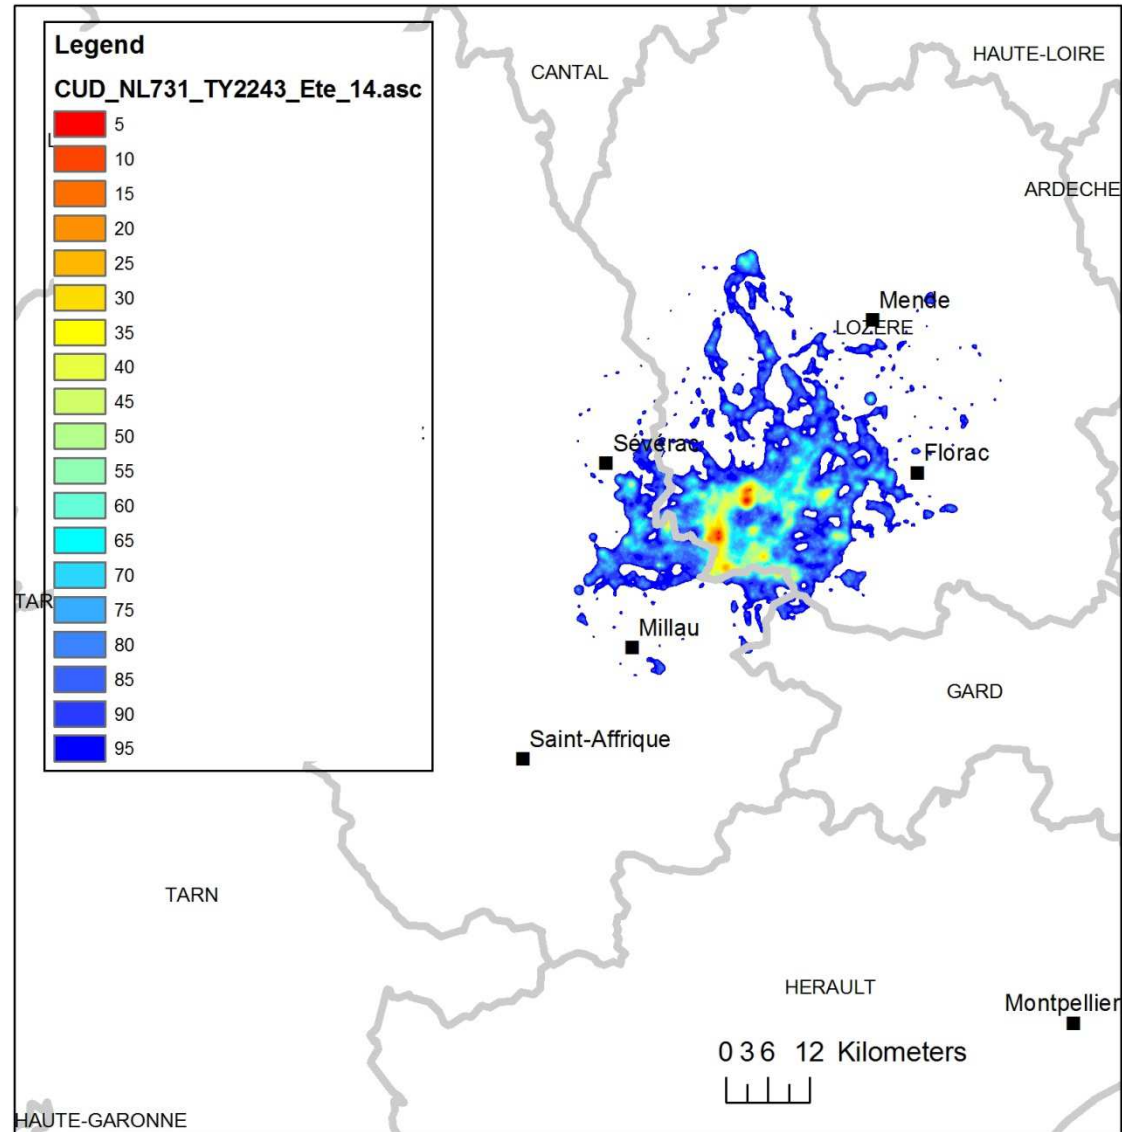 Legend
CUD_NL731_TY2243_Ete_14.asc
5
10
15
20
25
30
35
40
45
50
55
60
65
70
75
80
85
90
95
CANTAL
HAUTE-LOIRE
ARDECHE
Mende
LOZERE
Séverac
Florac
TAR
Millau
GARD
Saint-Affrique
TARN
HERAULT
Montpellier
0 3 6 12 Kilometers
HAUTE-GARONNE